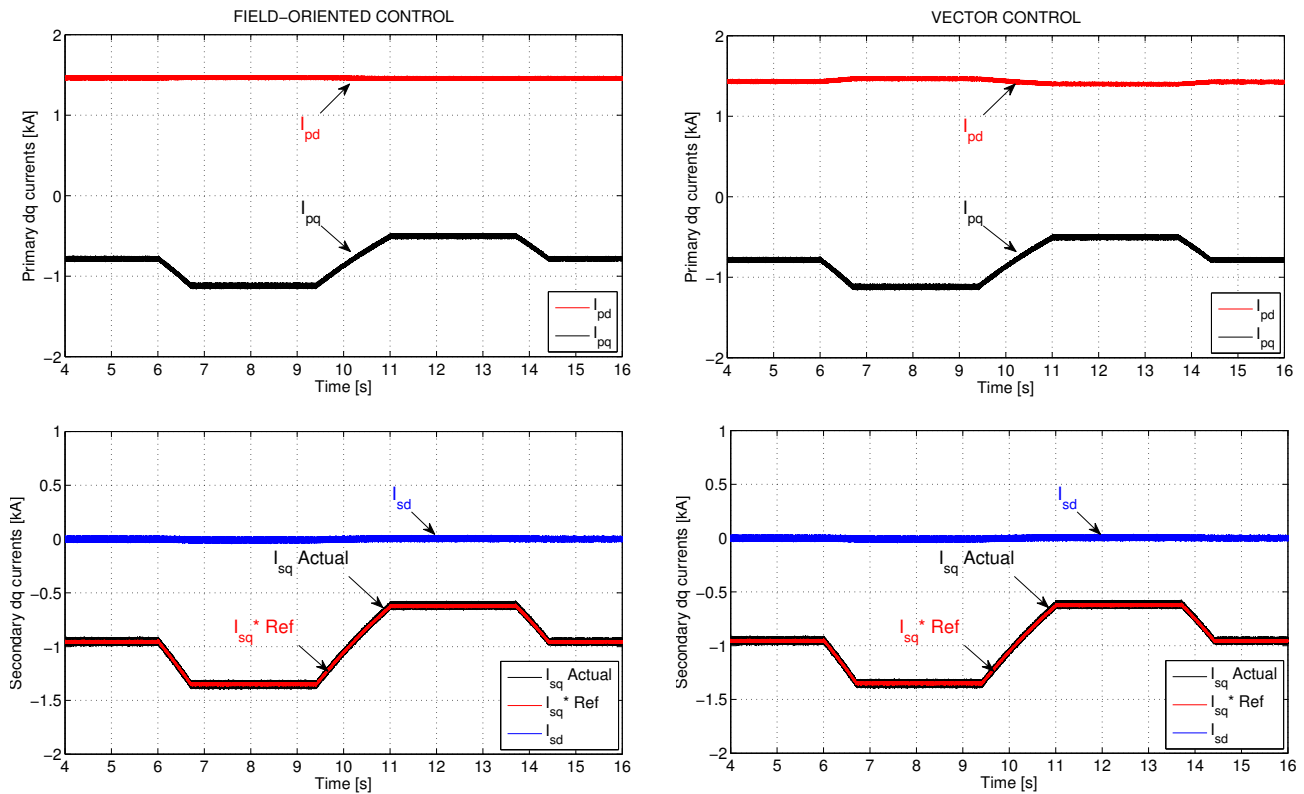 FIELD−ORIENTED CONTROL
2
1
0
−1
−2
4 5 6 7 8 9 10 11 12 13 14 15 16
Time [s]
Primary dq currents [kA]
I_pd
I_pq
I_pd
I_pq
VECTOR CONTROL
2
1
0
−1
−2
4 5 6 7 8 9 10 11 12 13 14 15 16
Time [s]
Primary dq currents [kA]
I_pd
I_pq
I_pd
I_pq
1
0.5
0
−0.5
−1
−1.5
−2
4 5 6 7 8 9 10 11 12 13 14 15 16
Time [s]
Secondary dq currents [kA]
I_sd
I_sq Actual
I_sq* Ref
I_sq Actual
I_sq* Ref
I_sd
1
0.5
0
−0.5
−1
−1.5
−2
4 5 6 7 8 9 10 11 12 13 14 15 16
Time [s]
Secondary dq currents [kA]
I_sd
I_sq Actual
I_sq* Ref
I_sq Actual
I_sq* Ref
I_sd